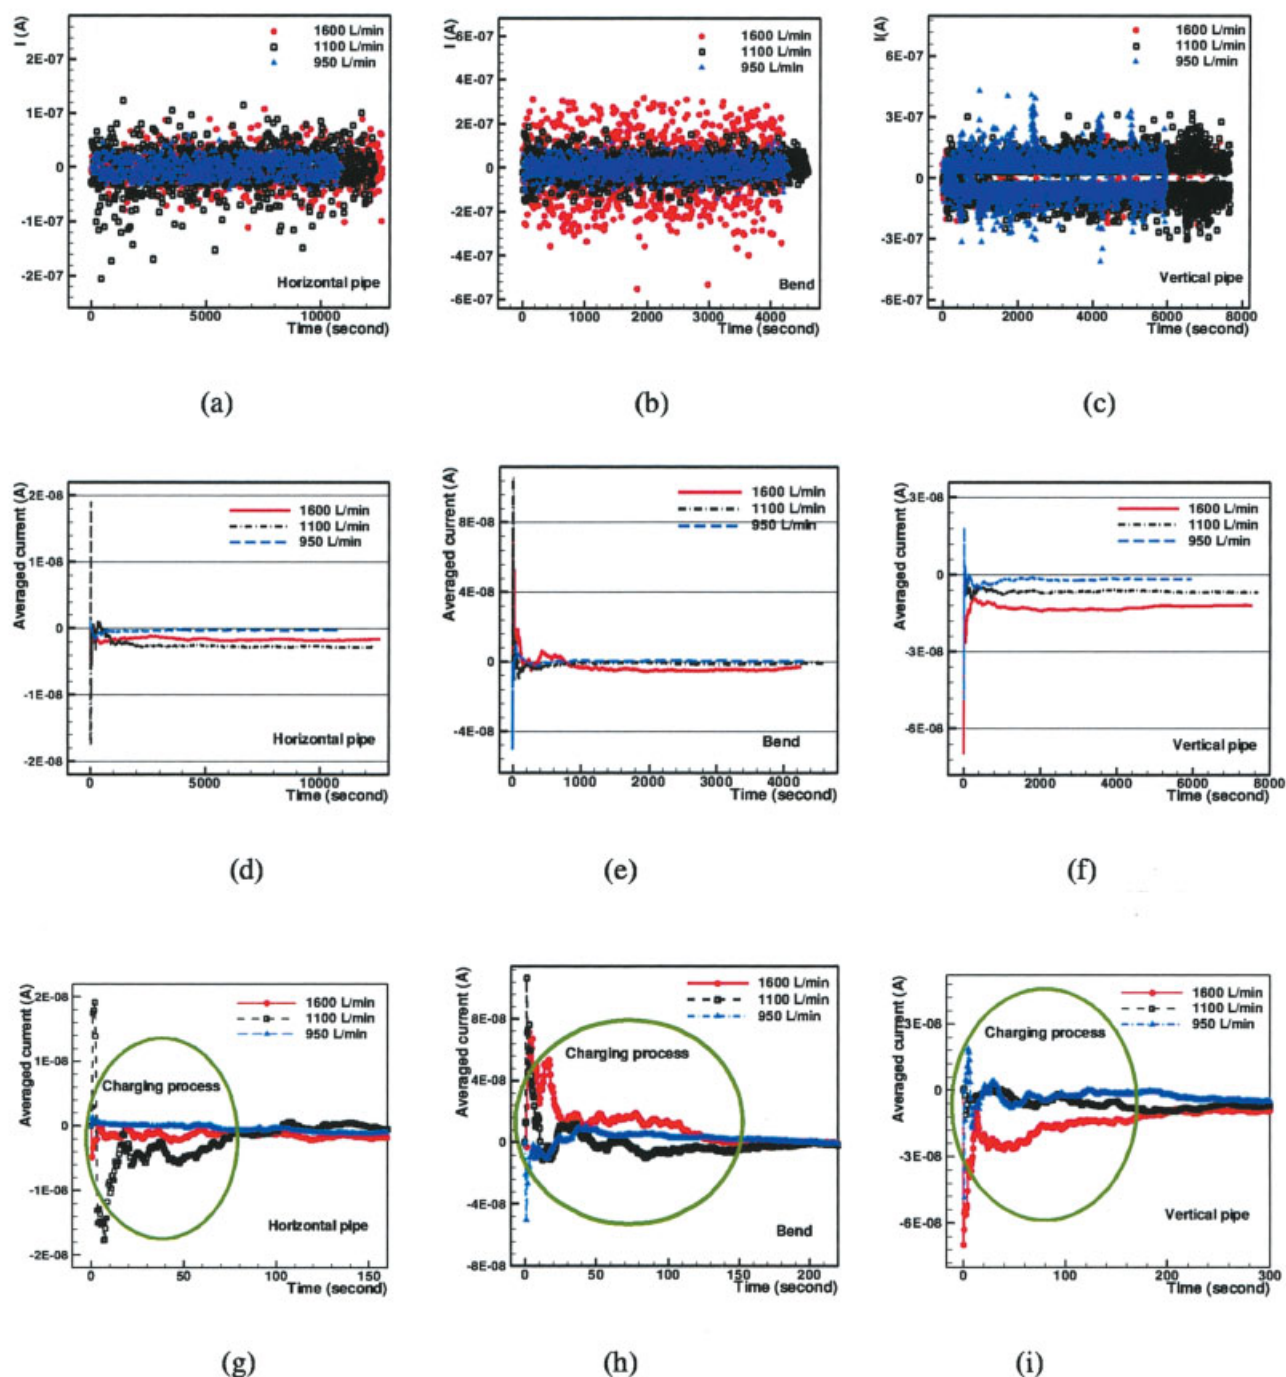 I (A)
1600 L/min
1100 L/min
950 L/min
2E-07
1E-07
0
-1E-07
-2E-07
Horizontal pipe
0 5000 10000
Time (second)
(a)
I (A)
1600 L/min
1100 L/min
950 L/min
6E-07
4E-07
2E-07
0
-2E-07
-4E-07
-6E-07
Bend
0 1000 2000 3000 4000
Time (second)
(b)
I(A)
1600 L/min
1100 L/min
950 L/min
6E-07
3E-07
0
-3E-07
-6E-07
Vertical pipe
0 2000 4000 6000 8000
Time (second)
(c)
Averaged current (A)
2E-08
1E-08
0
-1E-08
-2E-08
1600 L/min
1100 L/min
950 L/min
Horizontal pipe
0 5000 10000
Time (second)
(d)
Averaged current (A)
8E-08
4E-08
0
-4E-08
1600 L/min
1100 L/min
950 L/min
Bend
0 1000 2000 3000 4000
Time (second)
(e)
Averaged current (A)
3E-08
0
-3E-08
-6E-08
1600 L/min
1100 L/min
950 L/min
Vertical pipe
0 2000 4000 6000 8000
Time (second)
(f)
Averaged current (A)
2E-08
1E-08
0
-1E-08
-2E-08
1600 L/min
1100 L/min
950 L/min
Charging process
Horizontal pipe
0 50 100 150
Time (second)
(g)
Averaged current (A)
8E-08
4E-08
0
-4E-08
-8E-08
1600 L/min
1100 L/min
950 L/min
Charging process
Bend
0 50 100 150 200
Time (second)
(h)
Averaged current (A)
3E-08
0
-3E-08
-6E-08
1600 L/min
1100 L/min
950 L/min
Charging process
Vertical pipe
0 100 200 300
Time (second)
(i)